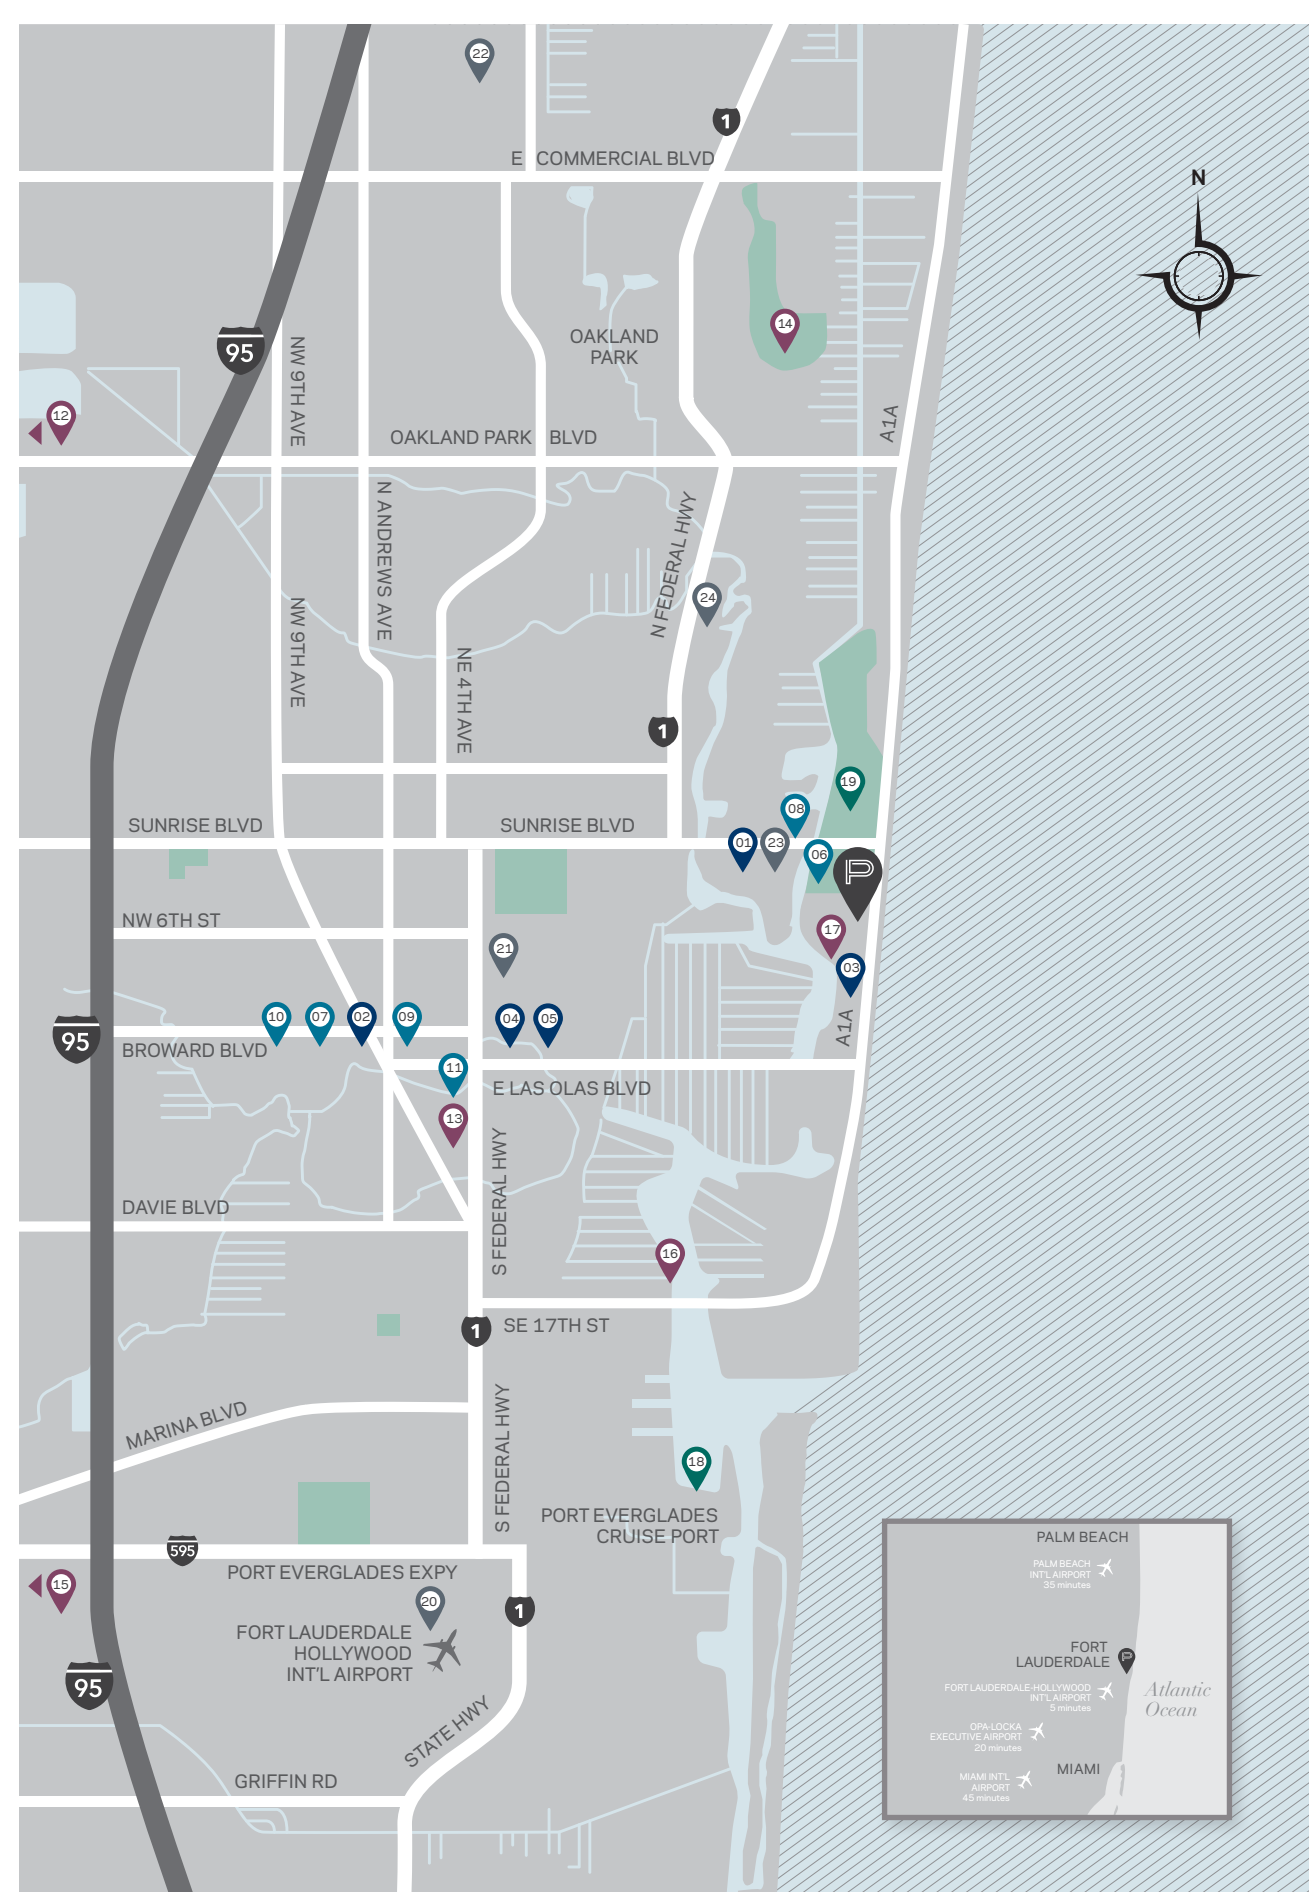 22
1
E COMMERCIAL BLVD
N
14
OAKLAND
PARK
95
NW 9TH AVE
12
A1A
OAKLAND PARK BLVD
N ANDREWS AVE
N FEDERAL HWY
24
NW 9TH AVE
NE 4TH AVE
1
19
08
SUNRISE BLVD
SUNRISE BLVD
01
23
06
P
NW 6TH ST
17
21
03
10
07
02
09
04
05
A1A
95
BROWARD BLVD
11
E LAS OLAS BLVD
13
S FEDERAL HWY
DAVIE BLVD
16
1
SE 17TH ST
MARINA BLVD
S FEDERAL HWY
18
PORT EVERGLADES
CRUISE PORT
595
PORT EVERGLADES EXPY
15
20
1
FORT LAUDERDALE
HOLLYWOOD
INT'L AIRPORT
95
STATE HWY
GRIFFIN RD
PALM BEACH
PALM BEACH
INT'L AIRPORT
35 minutes
FORT
LAUDERDALE
P
FORT LAUDERDALE-HOLLYWOOD
INT'L AIRPORT
5 minutes
Atlantic
Ocean
OPA-LOCKA
EXECUTIVE AIRPORT
20 minutes
MIAMI
MIAMI INT'L
AIRPORT
45 minutes